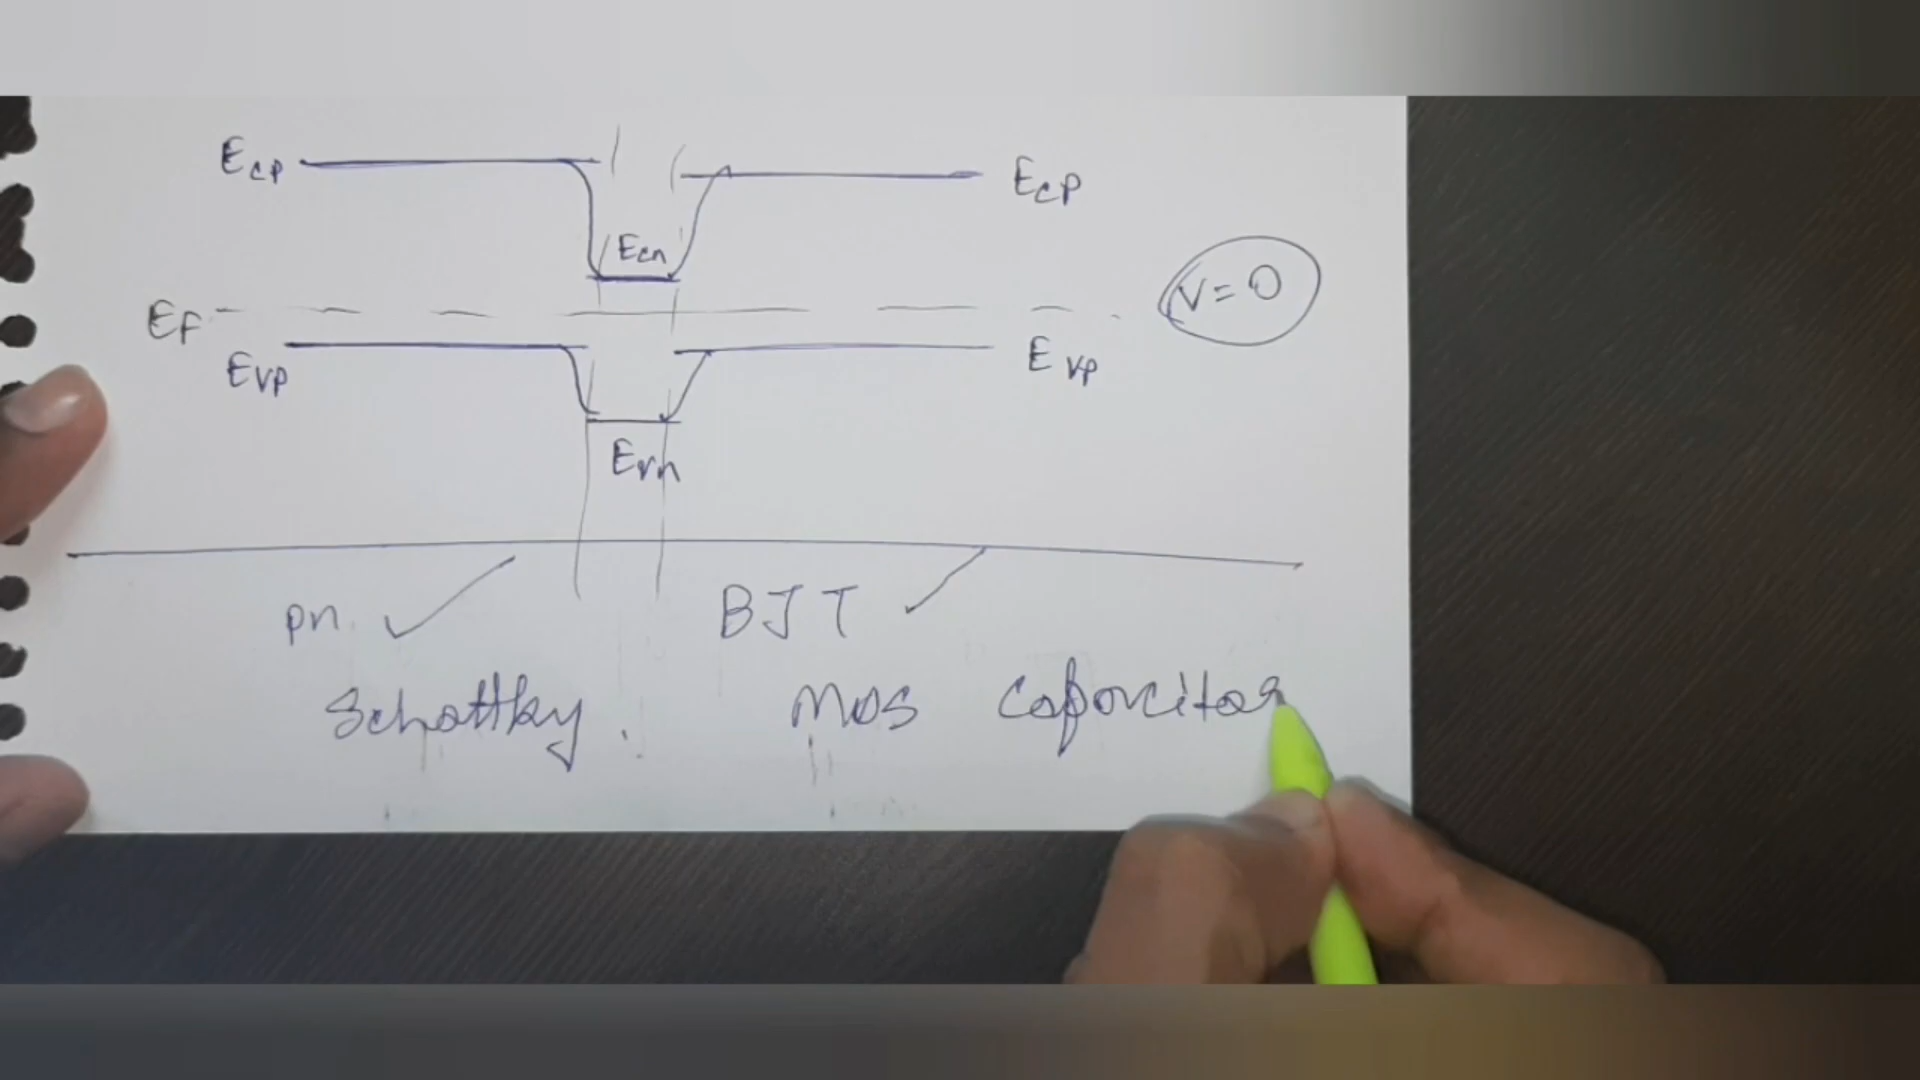 Ecp Ecp
Ecn
V=0
EF
Evp Evp
Evn
pn. BJT
Schottky. MOS Capacitor